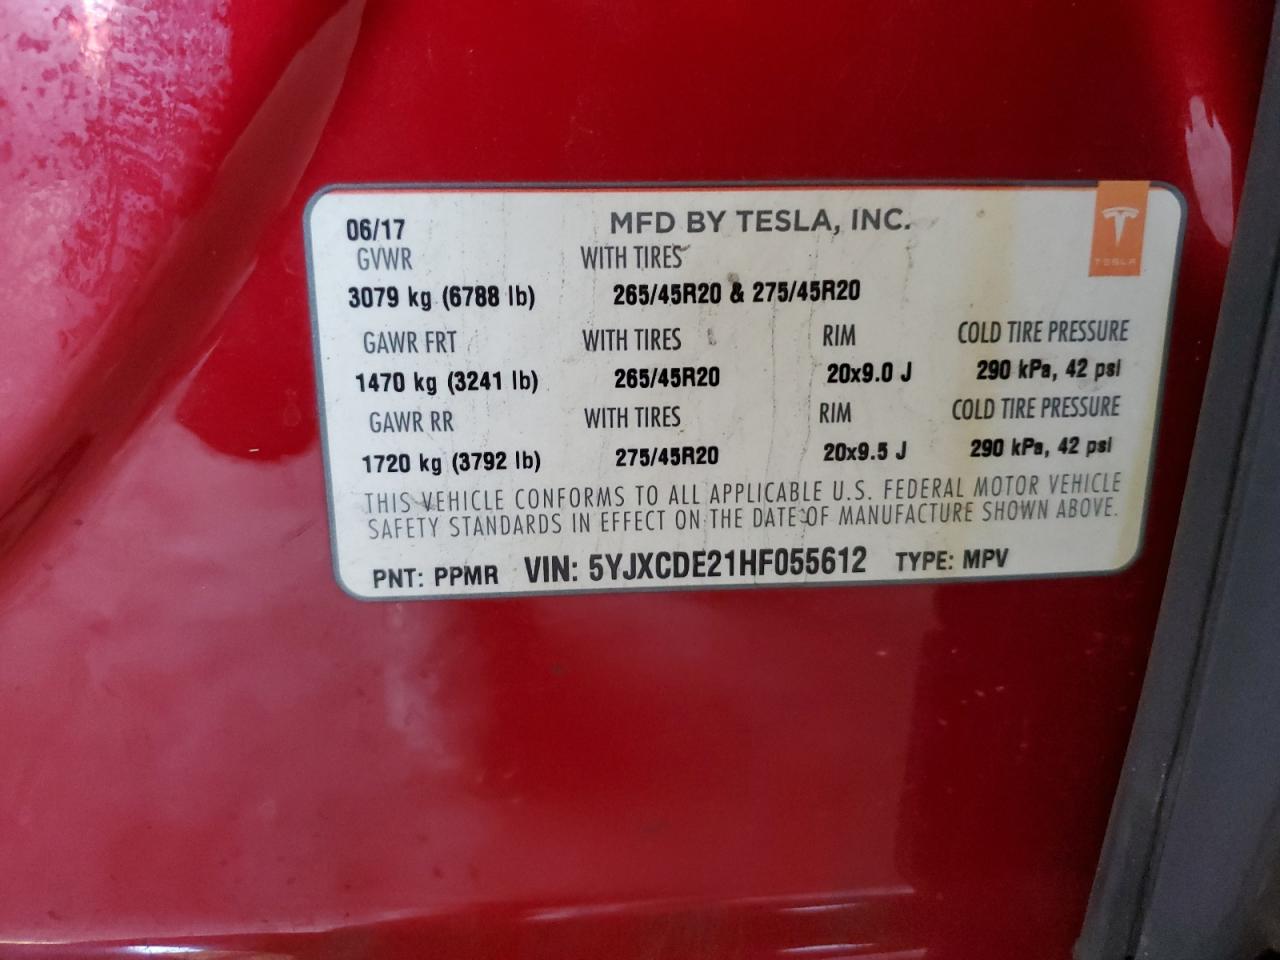 06/17 MFD BY TESLA, INC.
TESLA
GVWR WITH TIRES
3079 kg (6788 lb) 265/45R20 & 275/45R20
GAWR FRT WITH TIRES RIM COLD TIRE PRESSURE
1470 kg (3241 lb) 265/45R20 20x9.0 J 290 kPa, 42 psi
GAWR RR WITH TIRES RIM COLD TIRE PRESSURE
1720 kg (3792 lb) 275/45R20 20x9.5 J 290 kPa, 42 psi
THIS VEHICLE CONFORMS TO ALL APPLICABLE U.S. FEDERAL MOTOR VEHICLE
SAFETY STANDARDS IN EFFECT ON THE DATE OF MANUFACTURE SHOWN ABOVE.
PNT: PPMR VIN: 5YJXCDE21HF055612 TYPE: MPV